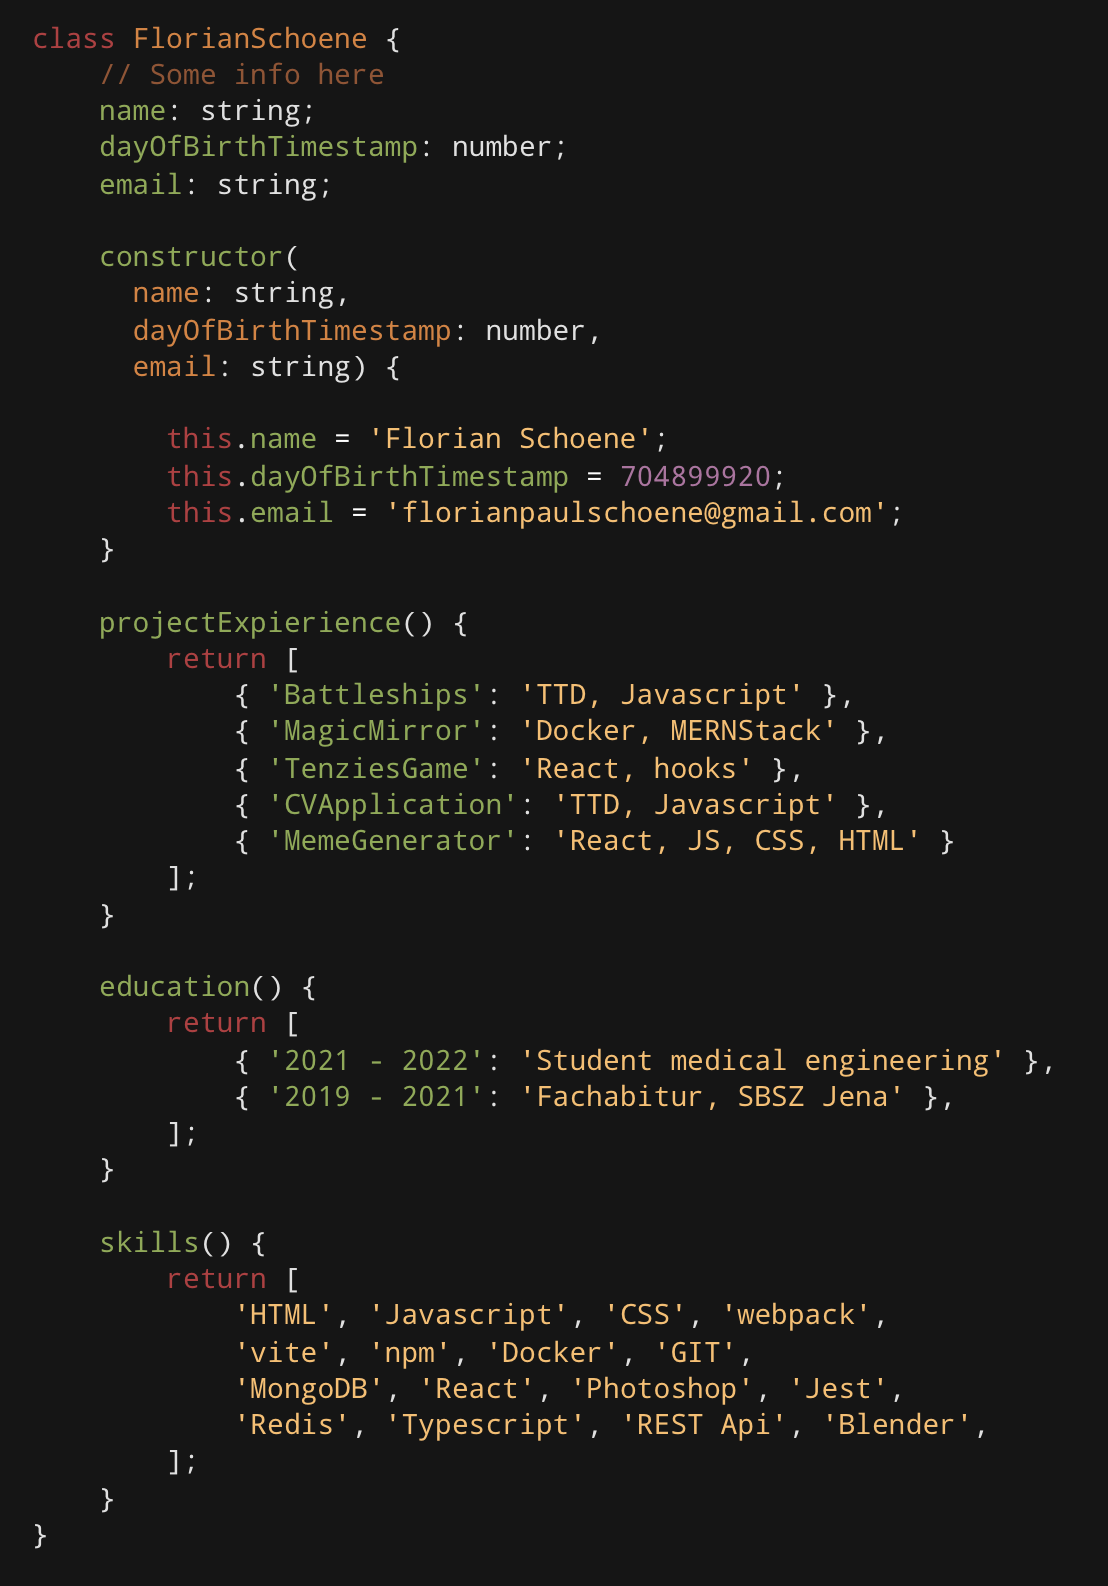 class FlorianSchoene {
    // Some info here
    name: string;
    dayOfBirthTimestamp: number;
    email: string;

    constructor(
      name: string,
      dayOfBirthTimestamp: number,
      email: string) {

        this.name = 'Florian Schoene';
        this.dayOfBirthTimestamp = 704899920;
        this.email = 'florianpaulschoene@gmail.com';
    }

    projectExpierience() {
        return [
            { 'Battleships': 'TTD, Javascript' },
            { 'MagicMirror': 'Docker, MERNStack' },
            { 'TenziesGame': 'React, hooks' },
            { 'CVApplication': 'TTD, Javascript' },
            { 'MemeGenerator': 'React, JS, CSS, HTML' }
        ];
    }

    education() {
        return [
            { '2021 - 2022': 'Student medical engineering' },
            { '2019 - 2021': 'Fachabitur, SBSZ Jena' },
        ];
    }

    skills() {
        return [
            'HTML', 'Javascript', 'CSS', 'webpack',
            'vite', 'npm', 'Docker', 'GIT',
            'MongoDB', 'React', 'Photoshop', 'Jest',
            'Redis', 'Typescript', 'REST Api', 'Blender',
        ];
    }
}